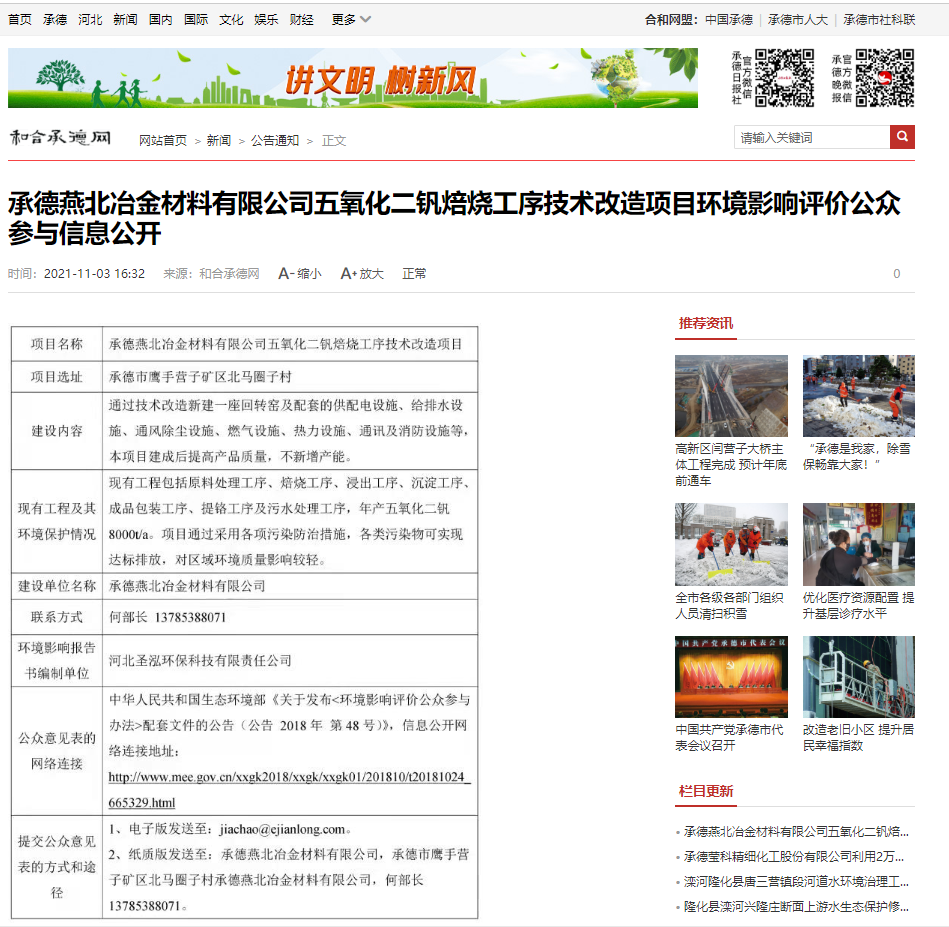 首页 承德 河北 新闻 国内 国际 文化 娱乐 财经 更多
合和网盟： 中国承德 | 承德市人大 | 承德市社科联
讲文明 树新风
承德日报社
官方微信
承德晚报
官方微信
和合承德网
网站首页 > 新闻 > 公告通知 > 正文
请输入关键词
承德燕北冶金材料有限公司五氧化二钒焙烧工序技术改造项目环境影响评价公众
参与信息公开
时间： 2021-11-03 16:32 来源： 和合承德网 A-缩小 A+放大 正常
0
项目名称 承德燕北冶金材料有限公司五氧化二钒焙烧工序技术改造项目
项目选址 承德市鹰手营子矿区北马圈子村
建设内容
通过技术改造新建一座回转窑及配套的供配电设施、给排水设
施、通风除尘设施、燃气设施、热力设施、通讯及消防设施等，
本项目建成后提高产品质量，不新增产能。
现有工程及其
环境保护情况
现有工程包括原料处理工序、焙烧工序、浸出工序、沉淀工序、
成品包装工序、提铬工序及污水处理工序，年产五氧化二钒
8000t/a。项目通过采用各项污染防治措施，各类污染物可实现
达标排放，对区域环境质量影响较轻。
建设单位名称 承德燕北冶金材料有限公司
联系方式 何部长 13785388071
环境影响报告
书编制单位
河北圣泓环保科技有限责任公司
公众意见表的
网络连接
中华人民共和国生态环境部《关于发布<环境影响评价公众参与
办法>配套文件的公告（公告 2018 年 第 48 号）》，信息公开网
络连接地址：
http://www.mee.gov.cn/xxgk2018/xxgk/xxgk01/201810/t20181024_
665329.html
提交公众意见
表的方式和途
径
1、电子版发送至：jiachao@ejianlong.com。
2、纸质版发送至：承德燕北冶金材料有限公司，承德市鹰手营
子矿区北马圈子村承德燕北冶金材料有限公司，何部长
13785388071。
推荐资讯
高新区闫营子大桥主
体工程完成 预计年底
前通车
“承德是我家，除雪
保畅靠大家！”
全市各级各部门组织
人员清扫积雪
优化医疗资源配置 提
升基层诊疗水平
中国共产党承德市代表会议
中国共产党承德市代
表会议召开
改造老旧小区 提升居
民幸福指数
栏目更新
承德燕北冶金材料有限公司五氧化二钒焙...
承德莹科精细化工股份有限公司利用2万...
滦河隆化县唐三营镇段河道水环境治理工...
隆化县滦河兴隆庄断面上游水生态保护修...